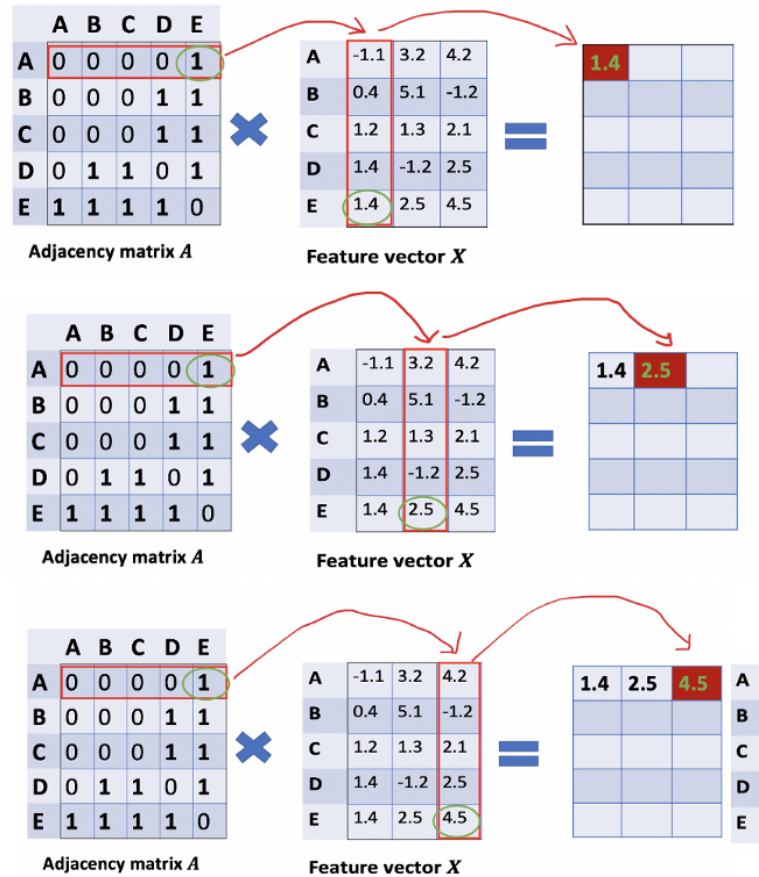 A B C D E
A 0 0 0 0 1 -1.1 3.2 4.2 1.4
B 0 0 0 1 1 0.4 5.1 -1.2
C 0 0 0 1 1 1.2 1.3 2.1
D 0 1 1 0 1 1.4 -1.2 2.5
E 1 1 1 1 0 1.4 2.5 4.5
A
B
C
D
E
Adjacency matrix A Feature vector X
A B C D E
A 0 0 0 0 1 A -1.1 3.2 4.2 1.4 2.5
B 0 0 0 1 1 B 0.4 5.1 -1.2
C 0 0 0 1 1 C 1.2 1.3 2.1
D 0 1 1 0 1 D 1.4 -1.2 2.5
E 1 1 1 1 0 E 1.4 2.5 4.5
Adjacency matrix A Feature vector X
A B C D E
A 0 0 0 0 1 A -1.1 3.2 4.2 1.4 2.5 4.5 A
B 0 0 0 1 1 B 0.4 5.1 -1.2 B
C 0 0 0 1 1 C 1.2 1.3 2.1 C
D 0 1 1 0 1 D 1.4 -1.2 2.5 D
E 1 1 1 1 0 E 1.4 2.5 4.5 E
Adjacency matrix A Feature vector X